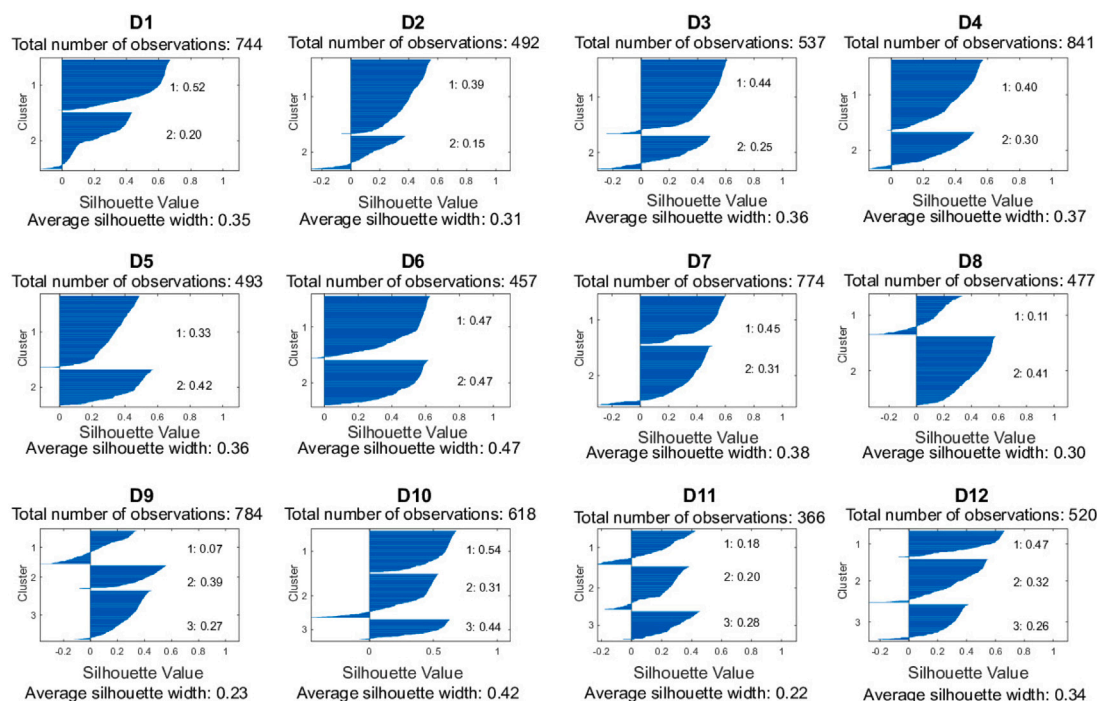 D1
Total number of observations: 744
Cluster
1
2
1: 0.52
2: 0.20
0 0.2 0.4 0.6 0.8 1
Silhouette Value
Average silhouette width: 0.35
D2
Total number of observations: 492
Cluster
1
2
1: 0.39
2: 0.15
-0.2 0 0.2 0.4 0.6 0.8 1
Silhouette Value
Average silhouette width: 0.31
D3
Total number of observations: 537
Cluster
1
2
1: 0.44
2: 0.25
-0.2 0 0.2 0.4 0.6 0.8 1
Silhouette Value
Average silhouette width: 0.36
D4
Total number of observations: 841
Cluster
1
2
1: 0.40
2: 0.30
0 0.2 0.4 0.6 0.8 1
Silhouette Value
Average silhouette width: 0.37
D5
Total number of observations: 493
Cluster
1
2
1: 0.33
2: 0.42
0 0.2 0.4 0.6 0.8 1
Silhouette Value
Average silhouette width: 0.36
D6
Total number of observations: 457
Cluster
1
2
1: 0.47
2: 0.47
0 0.2 0.4 0.6 0.8 1
Silhouette Value
Average silhouette width: 0.47
D7
Total number of observations: 774
Cluster
1
2
1: 0.45
2: 0.31
-0.2 0 0.2 0.4 0.6 0.8 1
Silhouette Value
Average silhouette width: 0.38
D8
Total number of observations: 477
Cluster
1
2
1: 0.11
2: 0.41
-0.2 0 0.2 0.4 0.6 0.8 1
Silhouette Value
Average silhouette width: 0.30
D9
Total number of observations: 784
Cluster
1
2
3
1: 0.07
2: 0.39
3: 0.27
-0.2 0 0.2 0.4 0.6 0.8 1
Silhouette Value
Average silhouette width: 0.23
D10
Total number of observations: 618
Cluster
1
2
3
1: 0.54
2: 0.31
3: 0.44
0 0.5 1
Silhouette Value
Average silhouette width: 0.42
D11
Total number of observations: 366
Cluster
1
2
3
1: 0.18
2: 0.20
3: 0.28
-0.2 0 0.2 0.4 0.6 0.8 1
Silhouette Value
Average silhouette width: 0.22
D12
Total number of observations: 520
Cluster
1
2
3
1: 0.47
2: 0.32
3: 0.26
-0.2 0 0.2 0.4 0.6 0.8 1
Silhouette Value
Average silhouette width: 0.34